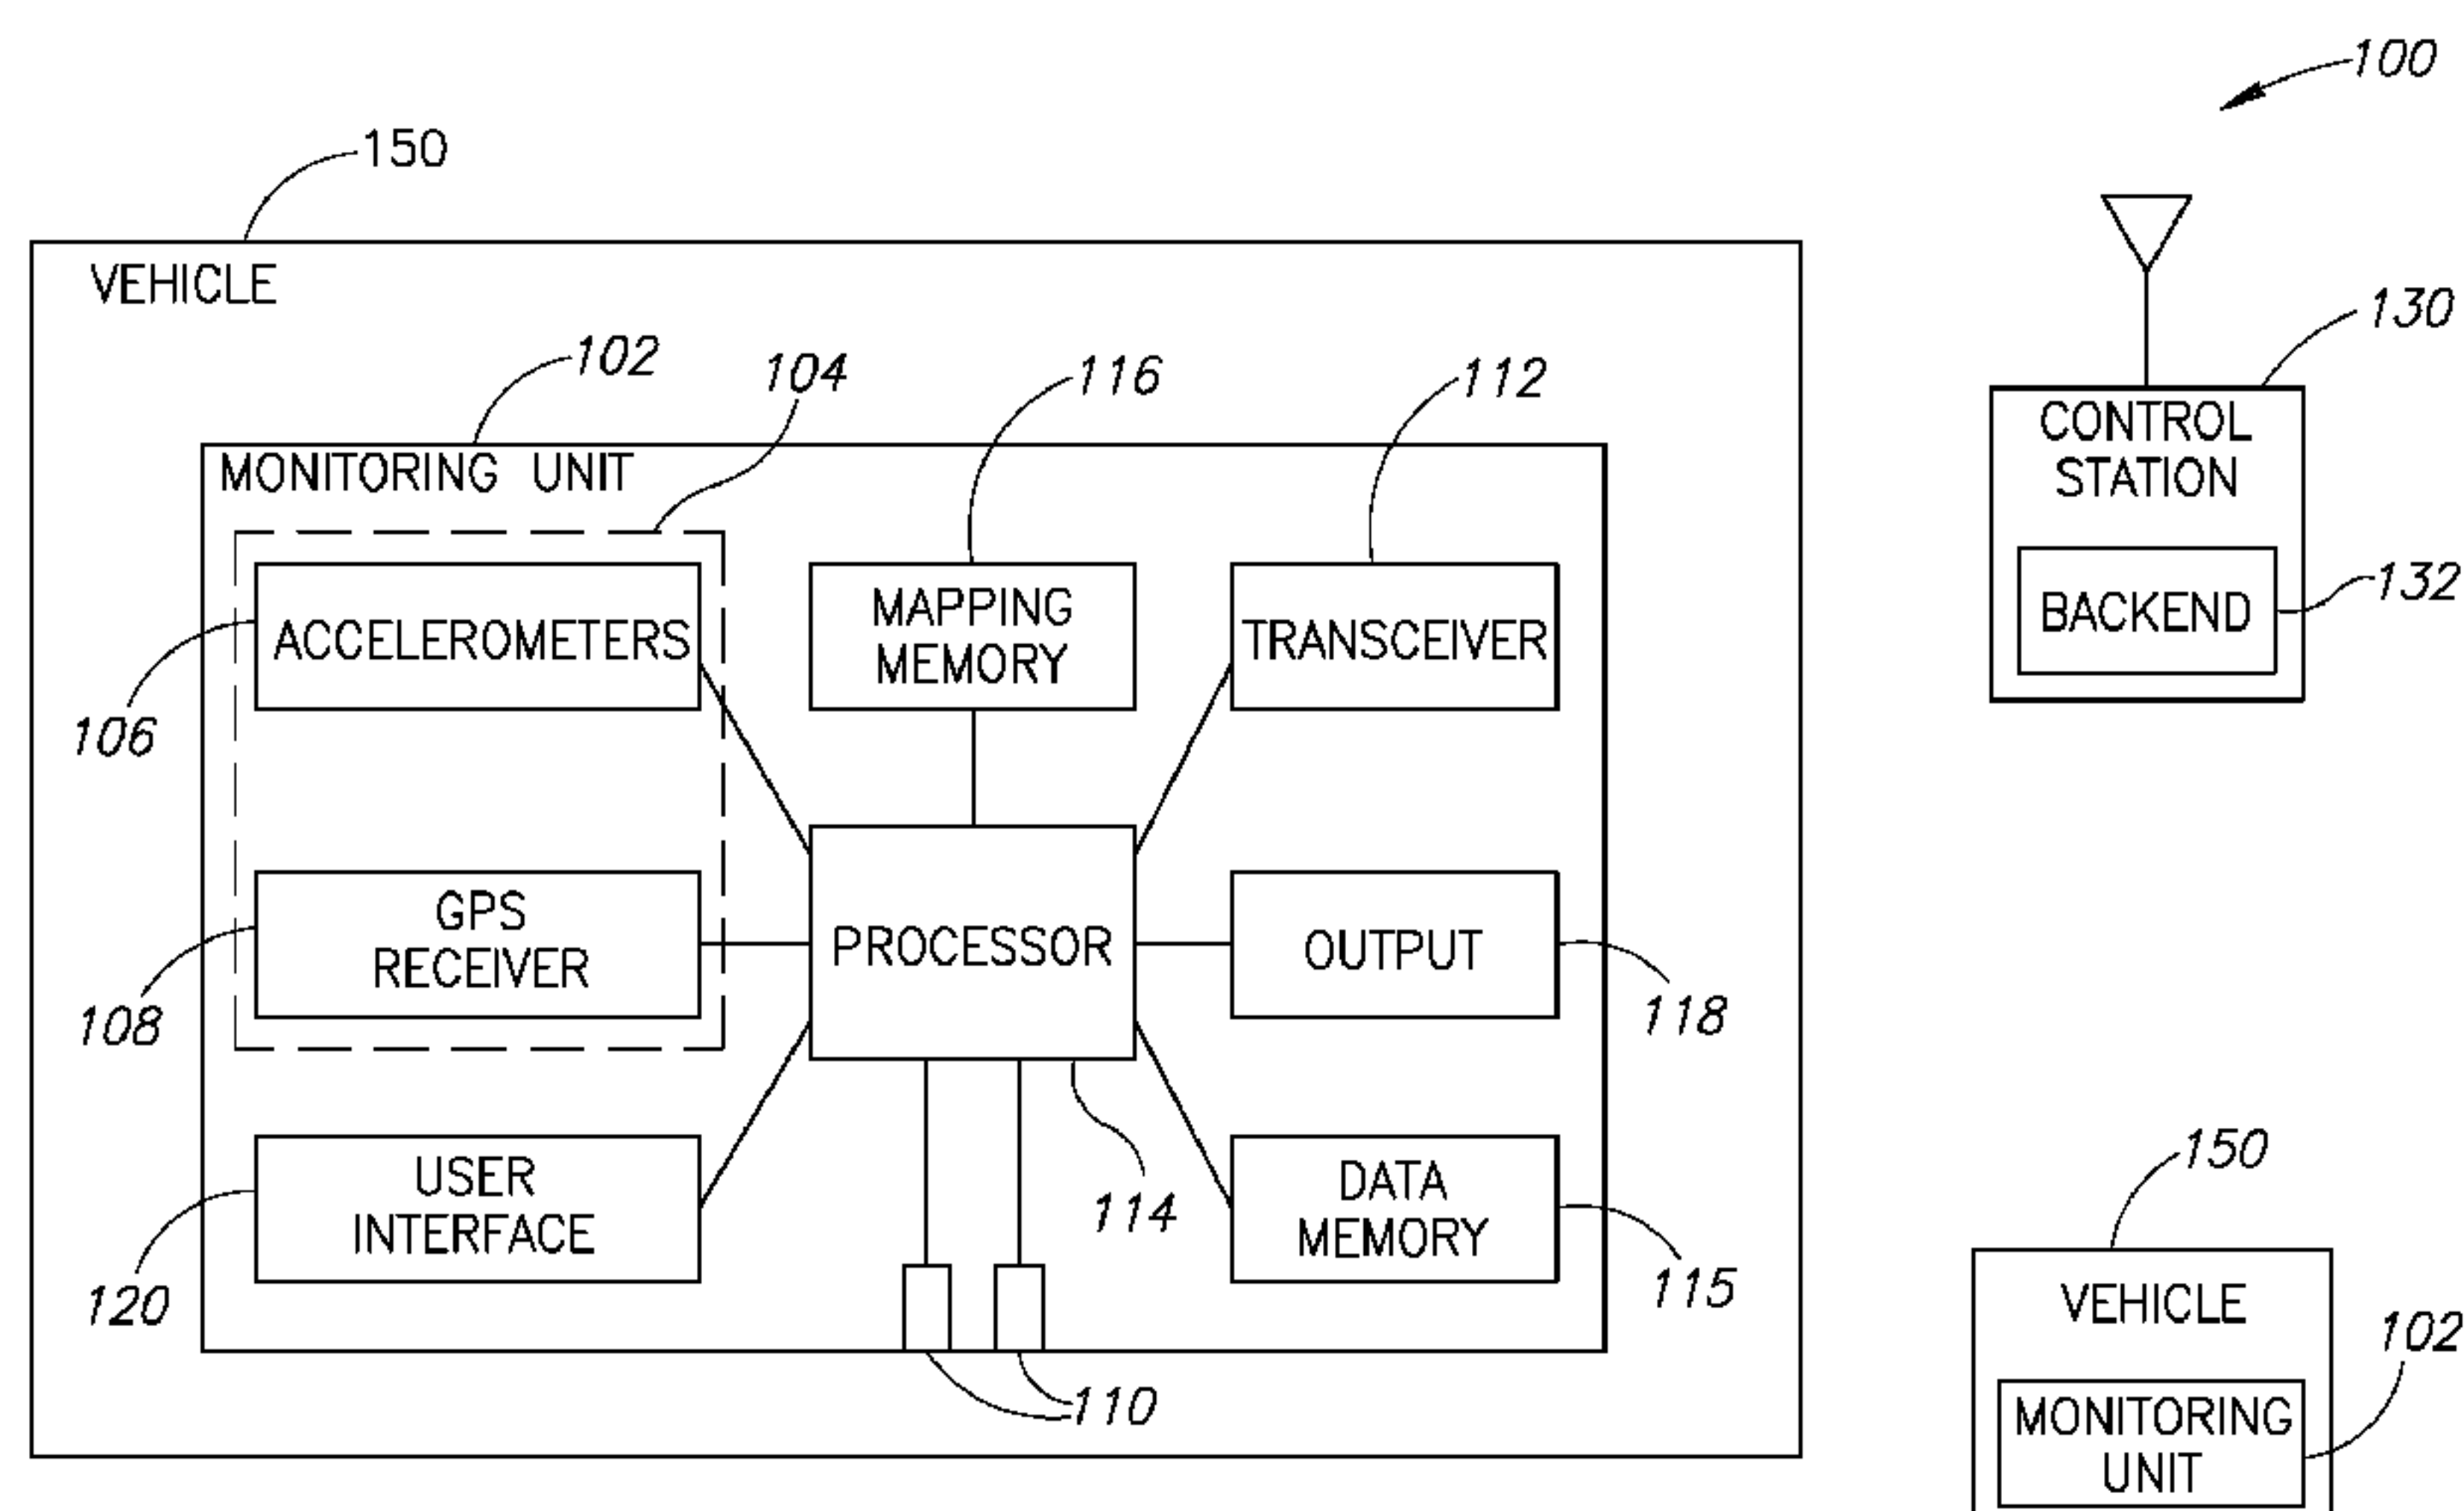 100
150
VEHICLE
130
102
104
116
112
CONTROL
STATION
MONITORING UNIT
BACKEND
132
ACCELEROMETERS
MAPPING
MEMORY
TRANSCEIVER
106
GPS
RECEIVER
PROCESSOR
OUTPUT
108
118
USER
INTERFACE
114
DATA
MEMORY
120
115
110
150
VEHICLE
102
MONITORING
UNIT